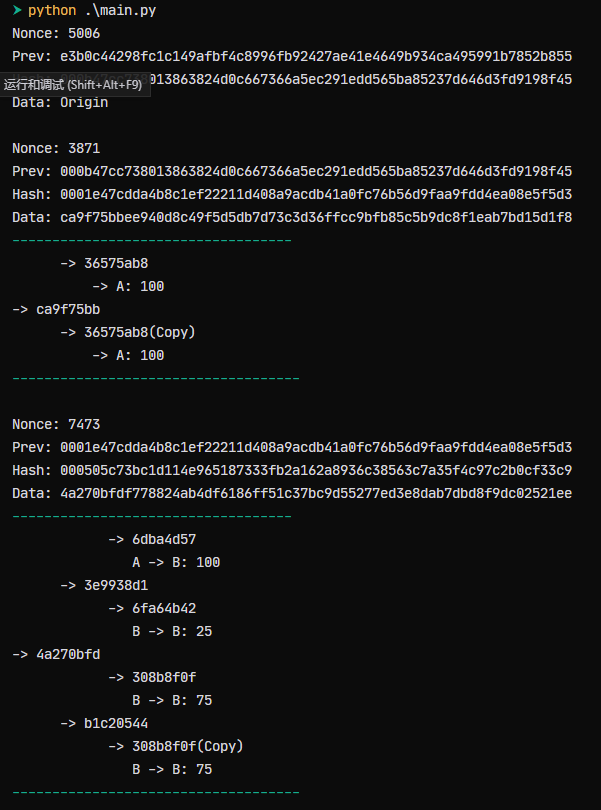 > python .\main.py
Nonce: 5006
Prev: e3b0c44298fc1c149afbf4c8996fb92427ae41e4649b934ca495991b7852b855
013863824d0c667366a5ec291edd565ba85237d646d3fd9198f45
运行和调试 (Shift+Alt+F9)
Data: Origin
Nonce: 3871
Prev: 000b47cc738013863824d0c667366a5ec291edd565ba85237d646d3fd9198f45
Hash: 0001e47cdda4b8c1ef22211d408a9acdb41a0fc76b56d9faa9fdd4ea08e5f5d3
Data: ca9f75bbee940d8c49f5d5db7d73c3d36ffcc9bfb85c5b9dc8f1eab7bd15d1f8
-----------------------------------
-> 36575ab8
-> A: 100
-> ca9f75bb
-> 36575ab8(Copy)
-> A: 100
------------------------------------
Nonce: 7473
Prev: 0001e47cdda4b8c1ef22211d408a9acdb41a0fc76b56d9faa9fdd4ea08e5f5d3
Hash: 000505c73bc1d114e965187333fb2a162a8936c38563c7a35f4c97c2b0cf33c9
Data: 4a270bfdf778824ab4df6186ff51c37bc9d55277ed3e8dab7dbd8f9dc02521ee
-----------------------------------
-> 6dba4d57
A -> B: 100
-> 3e9938d1
-> 6fa64b42
B -> B: 25
-> 4a270bfd
-> 308b8f0f
B -> B: 75
-> b1c20544
-> 308b8f0f(Copy)
B -> B: 75
------------------------------------